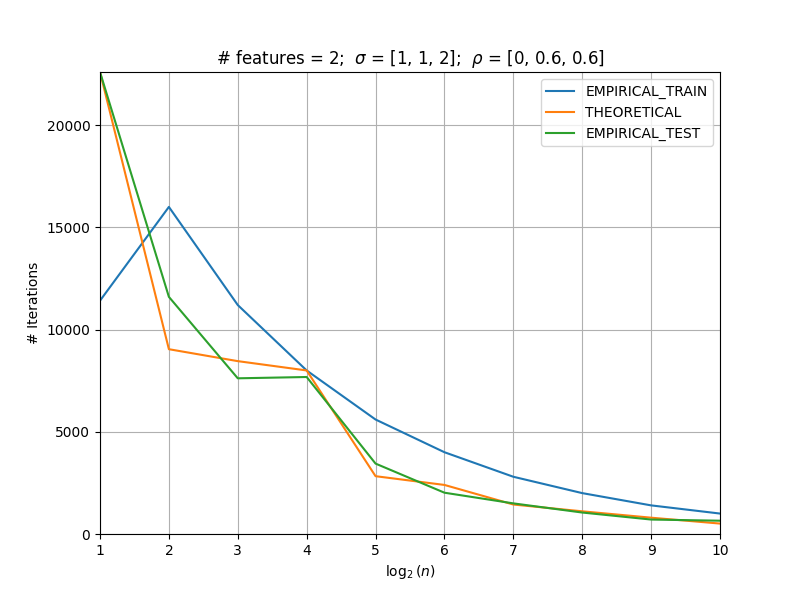 # features = 2;  σ = [1, 1, 2];  ρ = [0, 0.6, 0.6]
EMPIRICAL_TRAIN
THEORETICAL
EMPIRICAL_TEST
# Iterations
20000
15000
10000
5000
0
1 2 3 4 5 6 7 8 9 10
log₂(n)